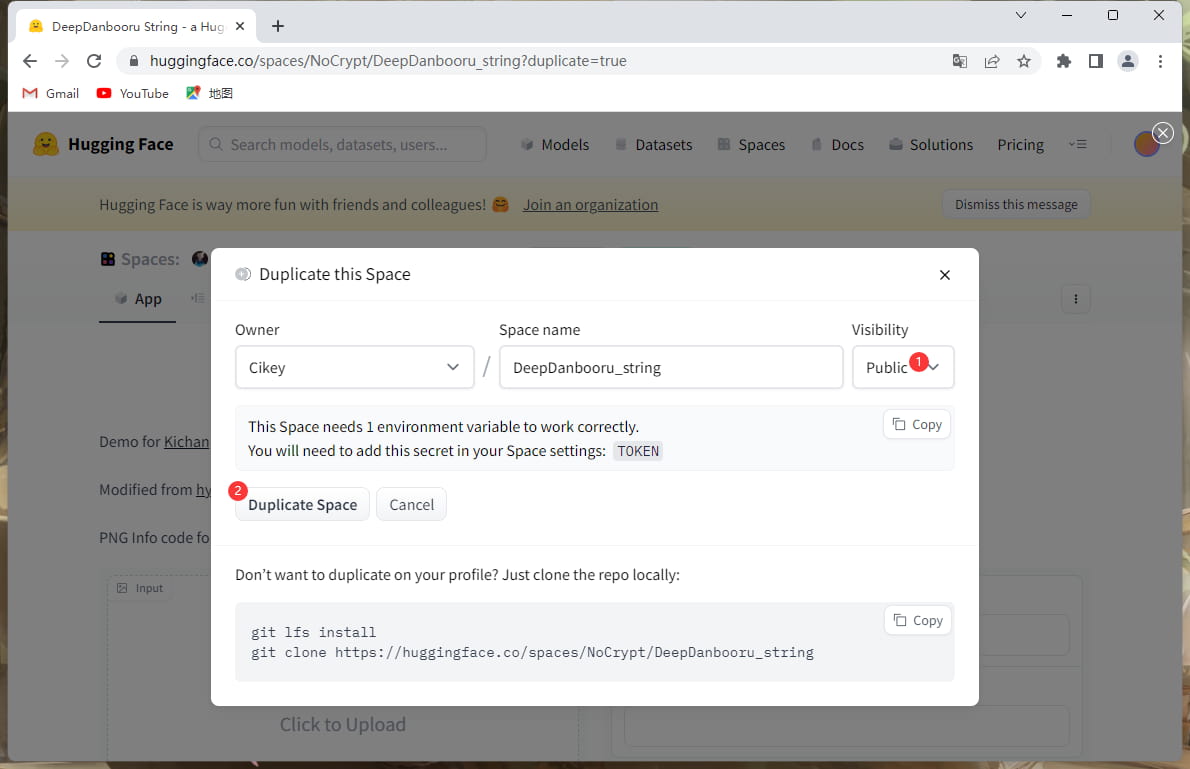 DeepDanbooru String - a Hug
huggingface.co/spaces/NoCrypt/DeepDanbooru_string?duplicate=true
Gmail YouTube 地图
Hugging Face Search models, datasets, users... Models Datasets Spaces Docs Solutions Pricing
Hugging Face is way more fun with friends and colleagues! 🤗 Join an organization Dismiss this message
Spaces:
App
Duplicate this Space
Owner Space name Visibility
Cikey / DeepDanbooru_string Public 1
This Space needs 1 environment variable to work correctly. Copy
You will need to add this secret in your Space settings: TOKEN
2
Duplicate Space Cancel
Demo for Kichan
Modified from hy
PNG Info code fo
Don't want to duplicate on your profile? Just clone the repo locally:
Input
Copy
git lfs install
git clone https://huggingface.co/spaces/NoCrypt/DeepDanbooru_string
Click to Upload